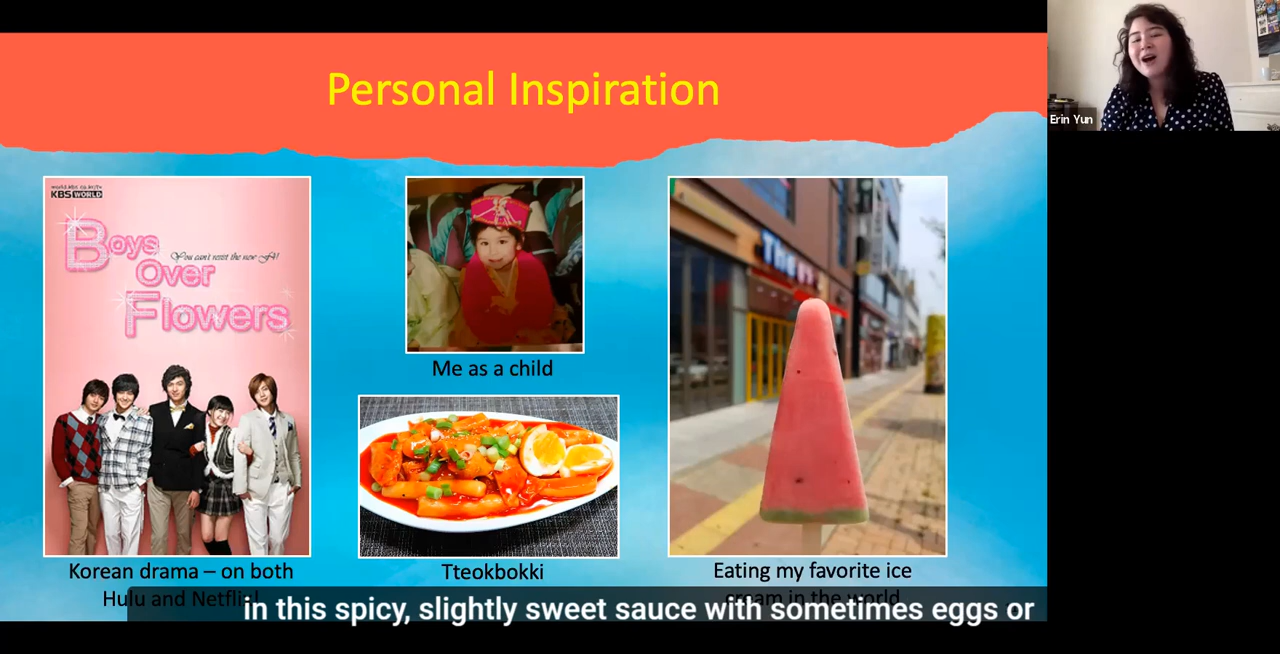 Personal Inspiration
Erin Yun
KBS WORLD
Boys
You can't resist the new F4!
Over
Flowers
Me as a child
Korean drama – on both
Hulu and Netflix!
Tteokbokki
Eating my favorite ice
cream in the world
in this spicy, slightly sweet sauce with sometimes eggs or